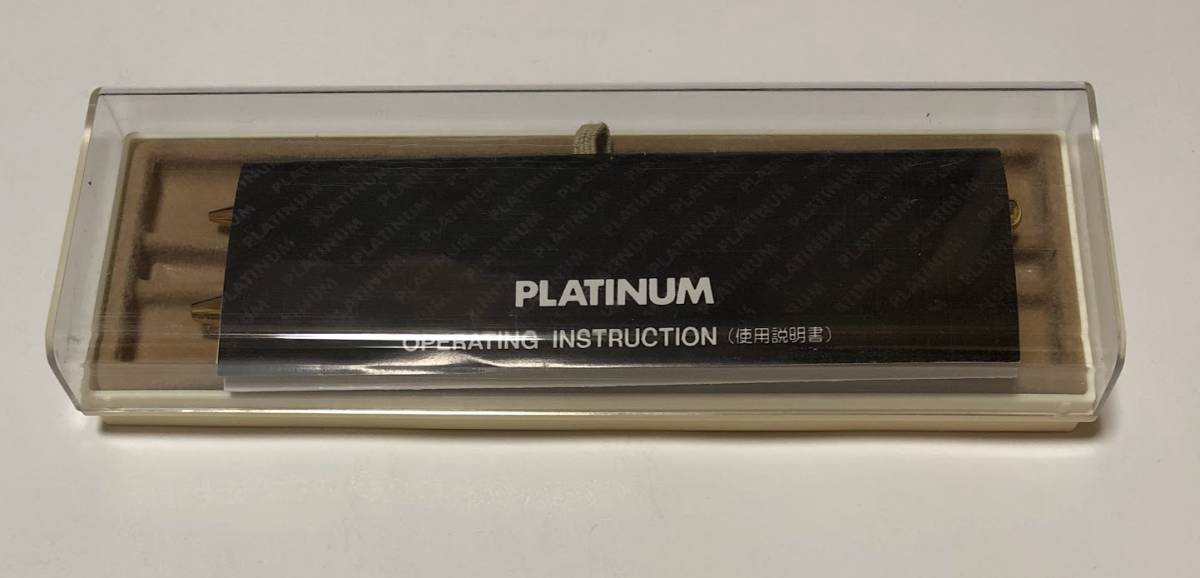 PLATINUM
OPERATING INSTRUCTION (使用説明書)